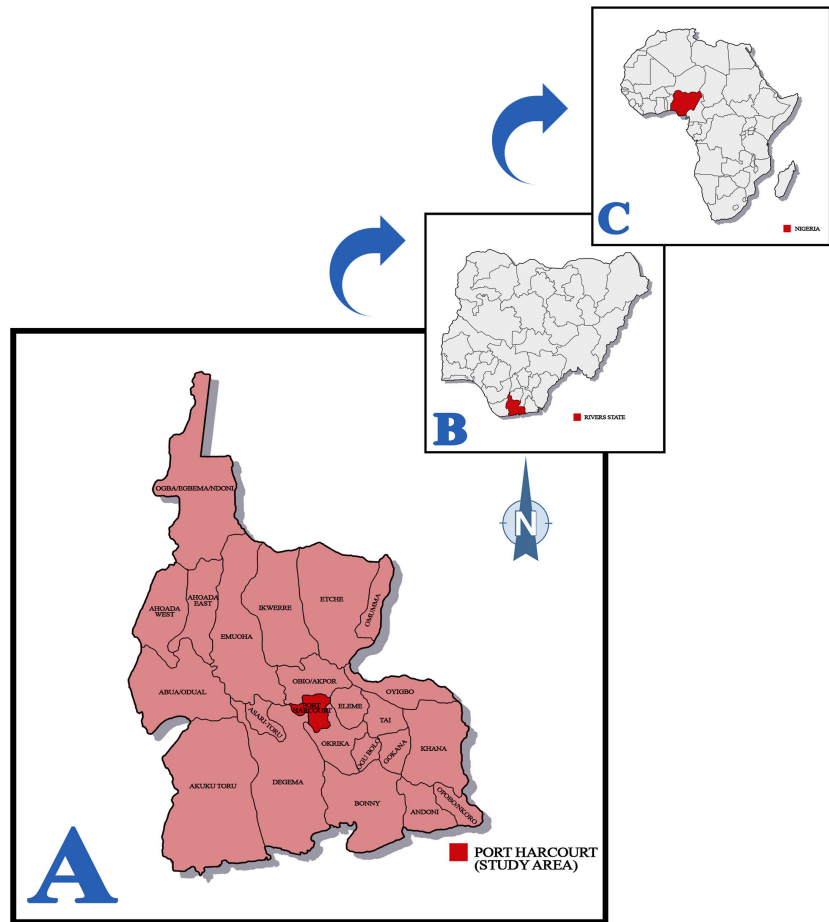 C
NIGERIA
B
RIVERS STATE
N
OGBA/EGBEMA/NDONI
AHOADA
WEST
AHOADA
EAST
EMUOHA
IKWERRE
ETCHE
OMUMMA
ABUA/ODUAL
OBIO/AKPOR
OYIGBO
ASARI-TORU
PORT
HARCOURT
ELEME
TAI
OKRIKA
OGU BOLO
GOKANA
KHANA
AKUKU TORU
DEGEMA
BONNY
ANDONI
OPOBO/NKORO
A
PORT HARCOURT
(STUDY AREA)